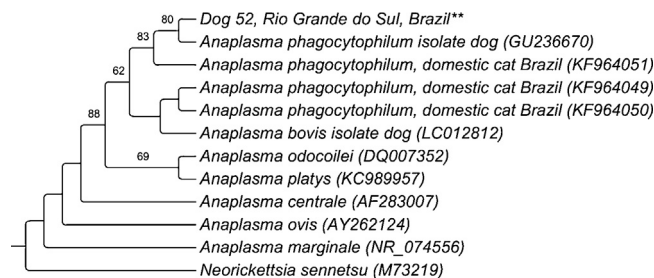 80
Dog 52, Rio Grande do Sul, Brazil**
83
Anaplasma phagocytophilum isolate dog (GU236670)
62
Anaplasma phagocytophilum, domestic cat Brazil (KF964051)
Anaplasma phagocytophilum, domestic cat Brazil (KF964049)
88
Anaplasma phagocytophilum, domestic cat Brazil (KF964050)
Anaplasma bovis isolate dog (LC012812)
69
Anaplasma odocoilei (DQ007352)
Anaplasma platys (KC989957)
Anaplasma centrale (AF283007)
Anaplasma ovis (AY262124)
Anaplasma marginale (NR_074556)
Neorickettsia sennetsu (M73219)